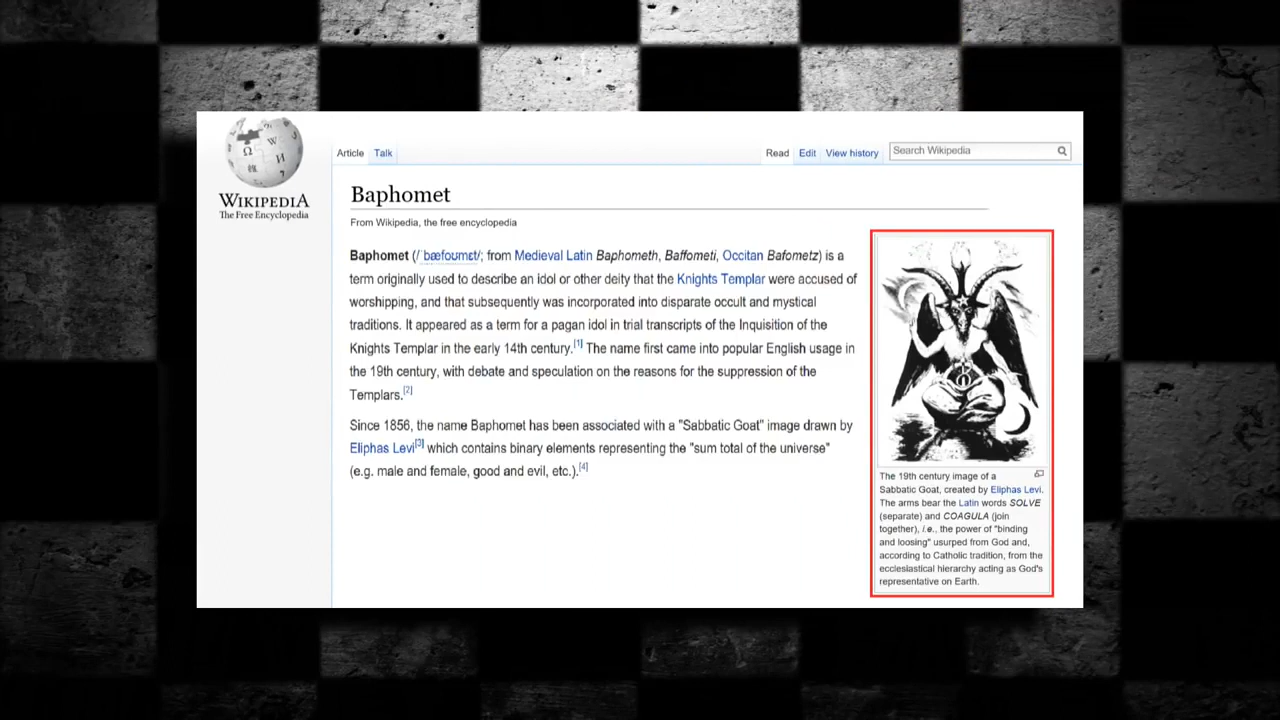 WIKIPEDIA
The Free Encyclopedia
Article Talk Read Edit View history Search Wikipedia
Baphomet
From Wikipedia, the free encyclopedia
Baphomet (/ˈbæfoʊmɛt/; from Medieval Latin Baphometh, Baffometi, Occitan Bafometz) is a
term originally used to describe an idol or other deity that the Knights Templar were accused of
worshipping, and that subsequently was incorporated into disparate occult and mystical
traditions. It appeared as a term for a pagan idol in trial transcripts of the Inquisition of the
Knights Templar in the early 14th century.[1] The name first came into popular English usage in
the 19th century, with debate and speculation on the reasons for the suppression of the
Templars.[2]
Since 1856, the name Baphomet has been associated with a "Sabbatic Goat" image drawn by
Eliphas Levi[3] which contains binary elements representing the "sum total of the universe"
(e.g. male and female, good and evil, etc.).[4]
The 19th century image of a
Sabbatic Goat, created by Eliphas Levi.
The arms bear the Latin words SOLVE
(separate) and COAGULA (join
together), i.e., the power of "binding
and loosing" usurped from God and,
according to Catholic tradition, from the
ecclesiastical hierarchy acting as God's
representative on Earth.